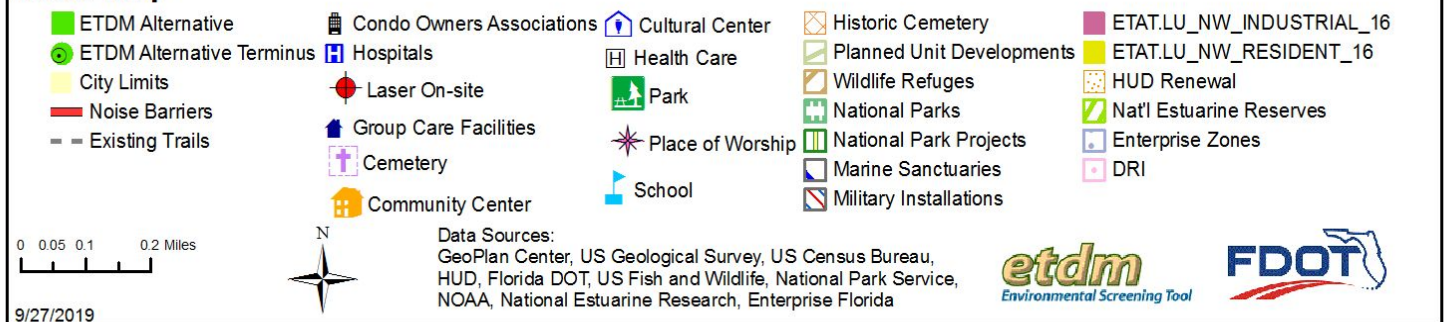 ETDM Alternative
ETDM Alternative Terminus
City Limits
Noise Barriers
Existing Trails
Condo Owners Associations
H Hospitals
Laser On-site
Group Care Facilities
Cemetery
Community Center
Cultural Center
H Health Care
Park
Place of Worship
School
Historic Cemetery
Planned Unit Developments
Wildlife Refuges
National Parks
National Park Projects
Marine Sanctuaries
Military Installations
ETAT.LU_NW_INDUSTRIAL_16
ETAT.LU_NW_RESIDENT_16
HUD Renewal
Nat'l Estuarine Reserves
Enterprise Zones
DRI
0 0.05 0.1 0.2 Miles
N
Data Sources:
GeoPlan Center, US Geological Survey, US Census Bureau,
HUD, Florida DOT, US Fish and Wildlife, National Park Service,
NOAA, National Estuarine Research, Enterprise Florida
etdm
Environmental Screening Tool
FDOT
9/27/2019